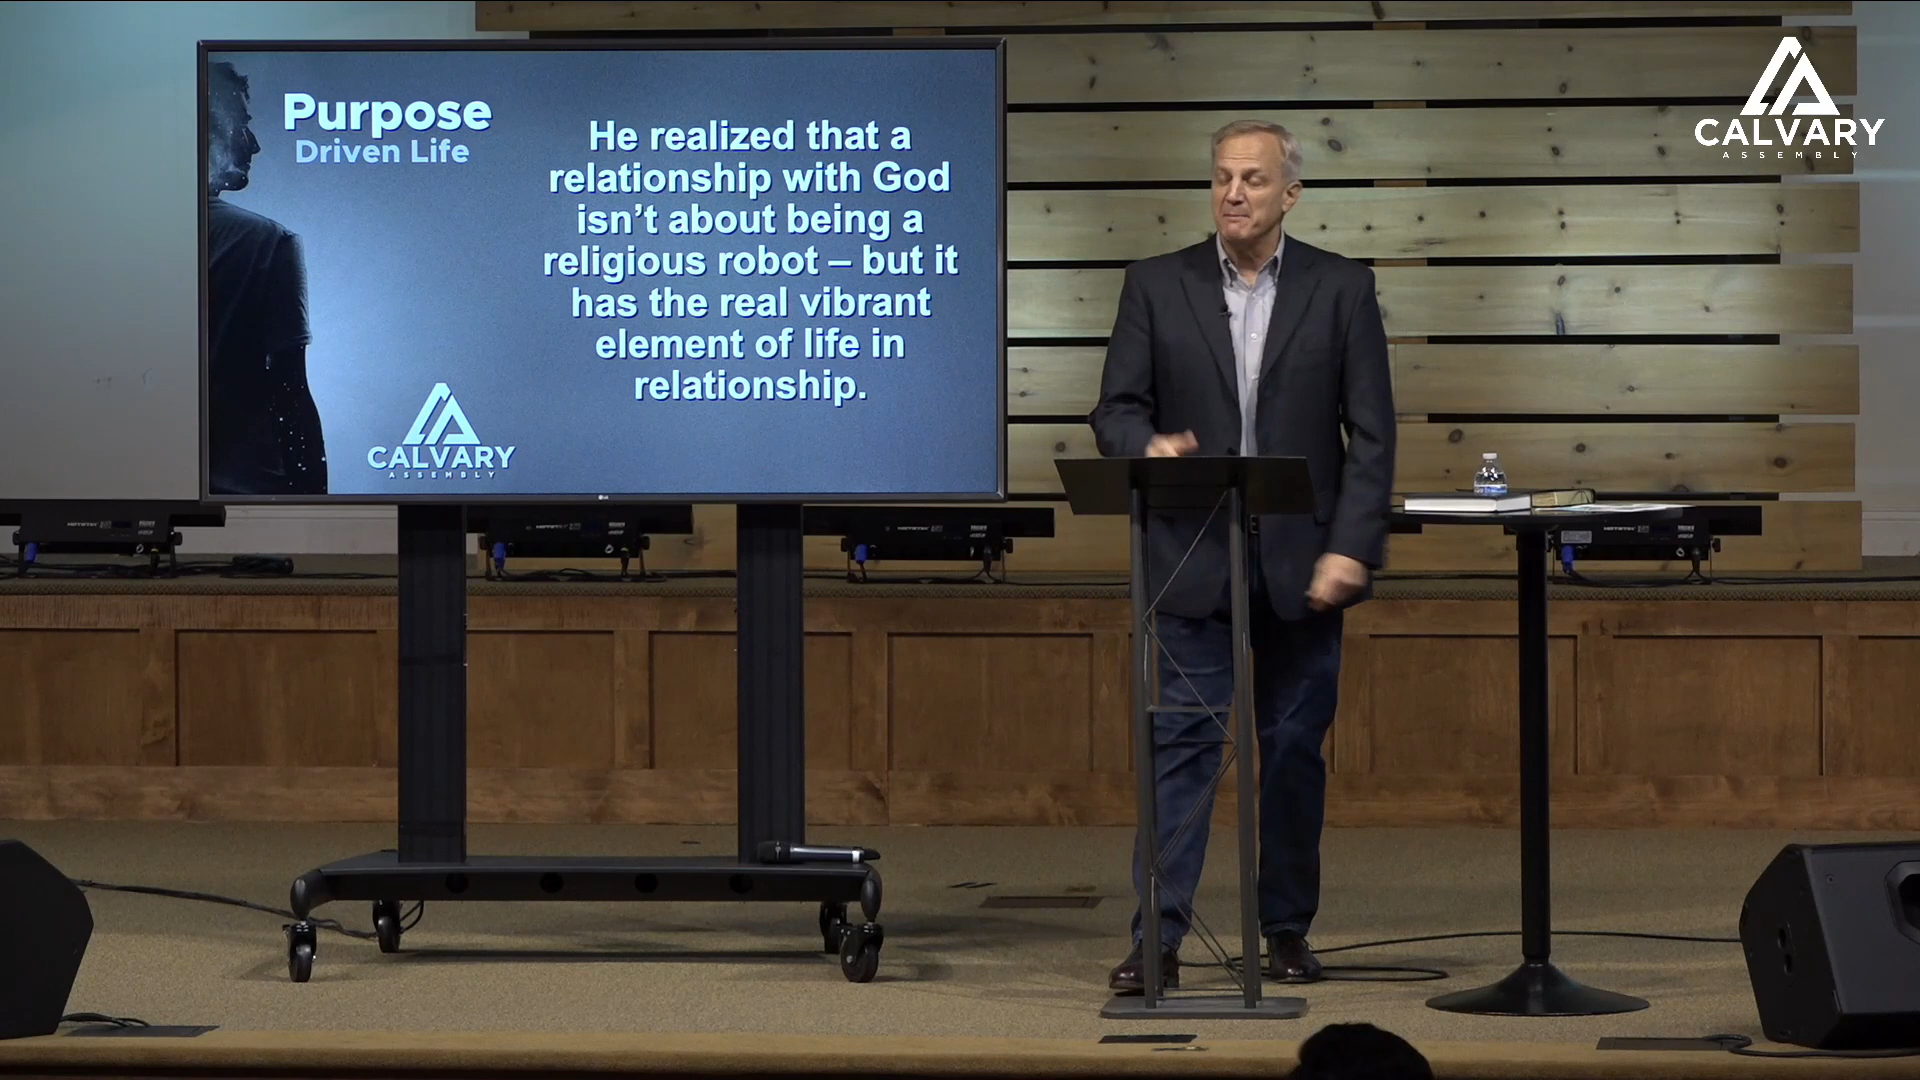 Purpose
Driven Life
He realized that a
relationship with God
isn’t about being a
religious robot – but it
has the real vibrant
element of life in
relationship.
CALVARY
ASSEMBLY
CALVARY
ASSEMBLY
LG